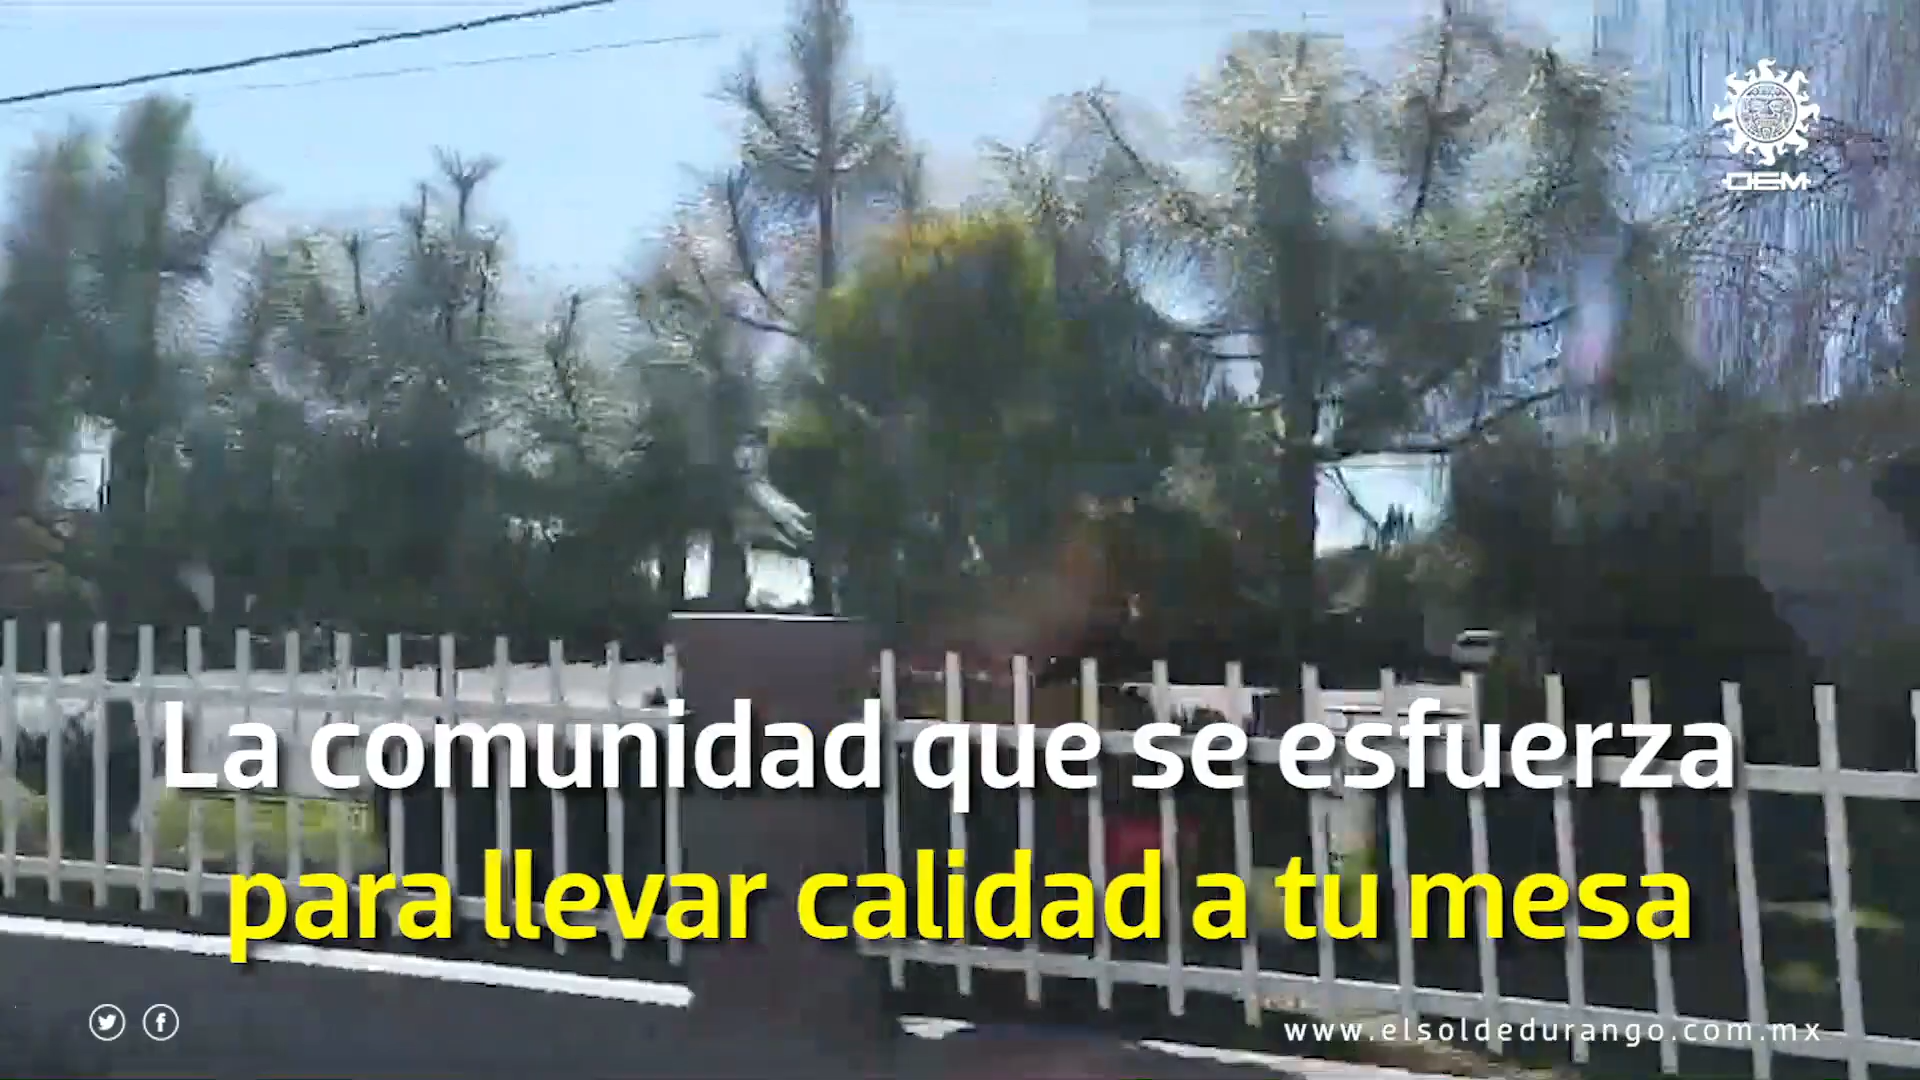 OEM
La comunidad que se esfuerza
para llevar calidad a tu mesa
www.elsoldedurango.com.mx